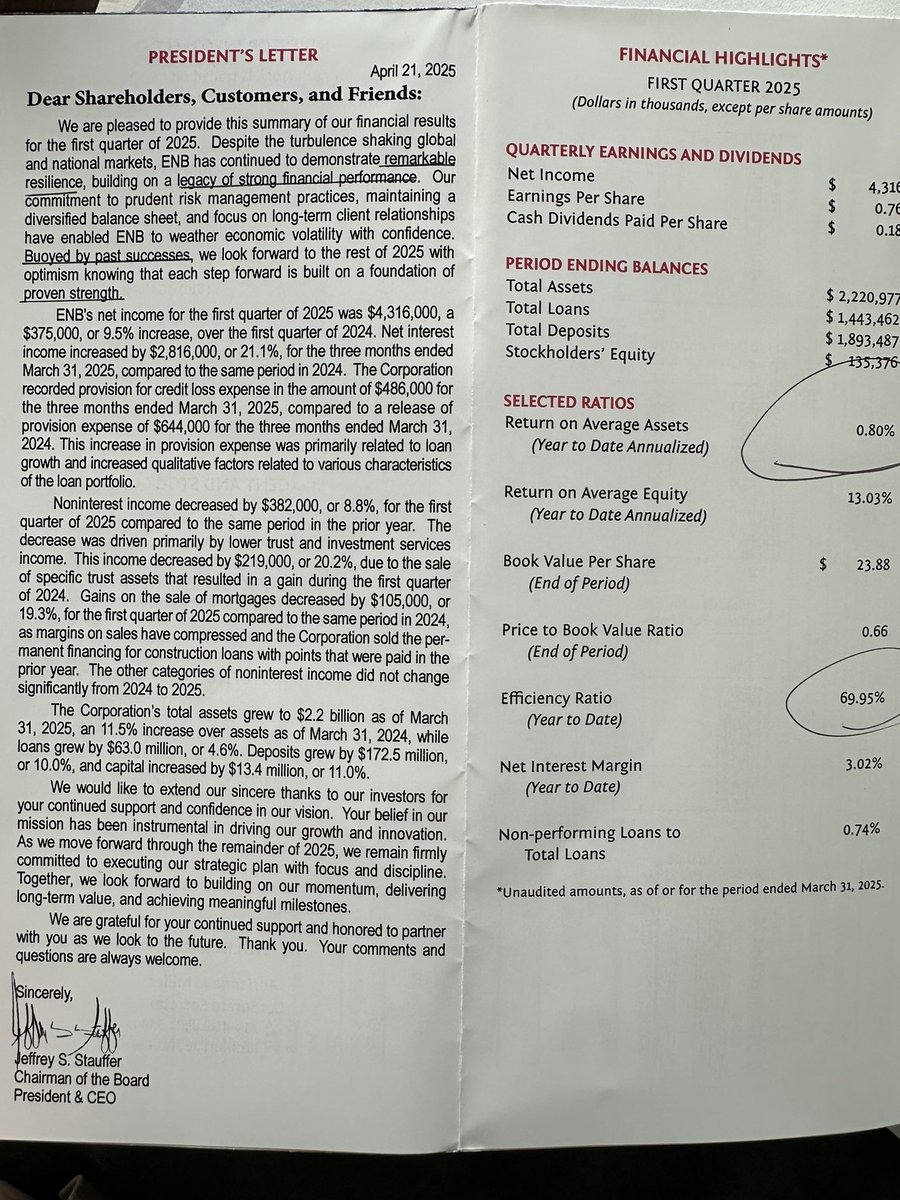 PRESIDENT'S LETTER
April 21, 2025
Dear Shareholders, Customers, and Friends:
We are pleased to provide this summary of our financial results
for the first quarter of 2025. Despite the turbulence shaking global
and national markets, ENB has continued to demonstrate remarkable
resilience, building on a legacy of strong financial performance. Our
commitment to prudent risk management practices, maintaining a
diversified balance sheet, and focus on long-term client relationships
have enabled ENB to weather economic volatility with confidence.
Buoyed by past successes, we look forward to the rest of 2025 with
optimism knowing that each step forward is built on a foundation of
proven strength.
ENB's net income for the first quarter of 2025 was $4,316,000, a
$375,000, or 9.5% increase, over the first quarter of 2024. Net interest
income increased by $2,816,000, or 21.1%, for the three months ended
March 31, 2025, compared to the same period in 2024. The Corporation
recorded provision for credit loss expense in the amount of $486,000 for
the three months ended March 31, 2025, compared to a release of
provision expense of $644,000 for the three months ended March 31,
2024. This increase in provision expense was primarily related to loan
growth and increased qualitative factors related to various characteristics
of the loan portfolio.
Noninterest income decreased by $382,000, or 8.8%, for the first
quarter of 2025 compared to the same period in the prior year. The
decrease was driven primarily by lower trust and investment services
income. This income decreased by $219,000, or 20.2%, due to the sale
of specific trust assets that resulted in a gain during the first quarter
of 2024. Gains on the sale of mortgages decreased by $105,000, or
19.3%, for the first quarter of 2025 compared to the same period in 2024,
as margins on sales have compressed and the Corporation sold the per-
manent financing for construction loans with points that were paid in the
prior year. The other categories of noninterest income did not change
significantly from 2024 to 2025.
The Corporation's total assets grew to $2.2 billion as of March
31, 2025, an 11.5% increase over assets as of March 31, 2024, while
loans grew by $63.0 million, or 4.6%. Deposits grew by $172.5 million,
or 10.0%, and capital increased by $13.4 million, or 11.0%.
We would like to extend our sincere thanks to our investors for
your continued support and confidence in our vision. Your belief in our
mission has been instrumental in driving our growth and innovation.
As we move forward through the remainder of 2025, we remain firmly
committed to executing our strategic plan with focus and discipline.
Together, we look forward to building on our momentum, delivering
long-term value, and achieving meaningful milestones.
We are grateful for your continued support and honored to partner
with you as we look to the future. Thank you. Your comments and
questions are always welcome.
Sincerely,
Jeffrey S. Stauffer
Chairman of the Board
President & CEO
FINANCIAL HIGHLIGHTS*
FIRST QUARTER 2025
(Dollars in thousands, except per share amounts)
QUARTERLY EARNINGS AND DIVIDENDS
Net Income $ 4,316
Earnings Per Share $ 0.76
Cash Dividends Paid Per Share $ 0.18
PERIOD ENDING BALANCES
Total Assets $ 2,220,977
Total Loans $ 1,443,462
Total Deposits $ 1,893,487
Stockholders' Equity $ 135,376
SELECTED RATIOS
Return on Average Assets 0.80%
(Year to Date Annualized)
Return on Average Equity 13.03%
(Year to Date Annualized)
Book Value Per Share $ 23.88
(End of Period)
Price to Book Value Ratio 0.66
(End of Period)
Efficiency Ratio 69.95%
(Year to Date)
Net Interest Margin 3.02%
(Year to Date)
Non-performing Loans to 0.74%
Total Loans
*Unaudited amounts, as of or for the period ended March 31, 2025.